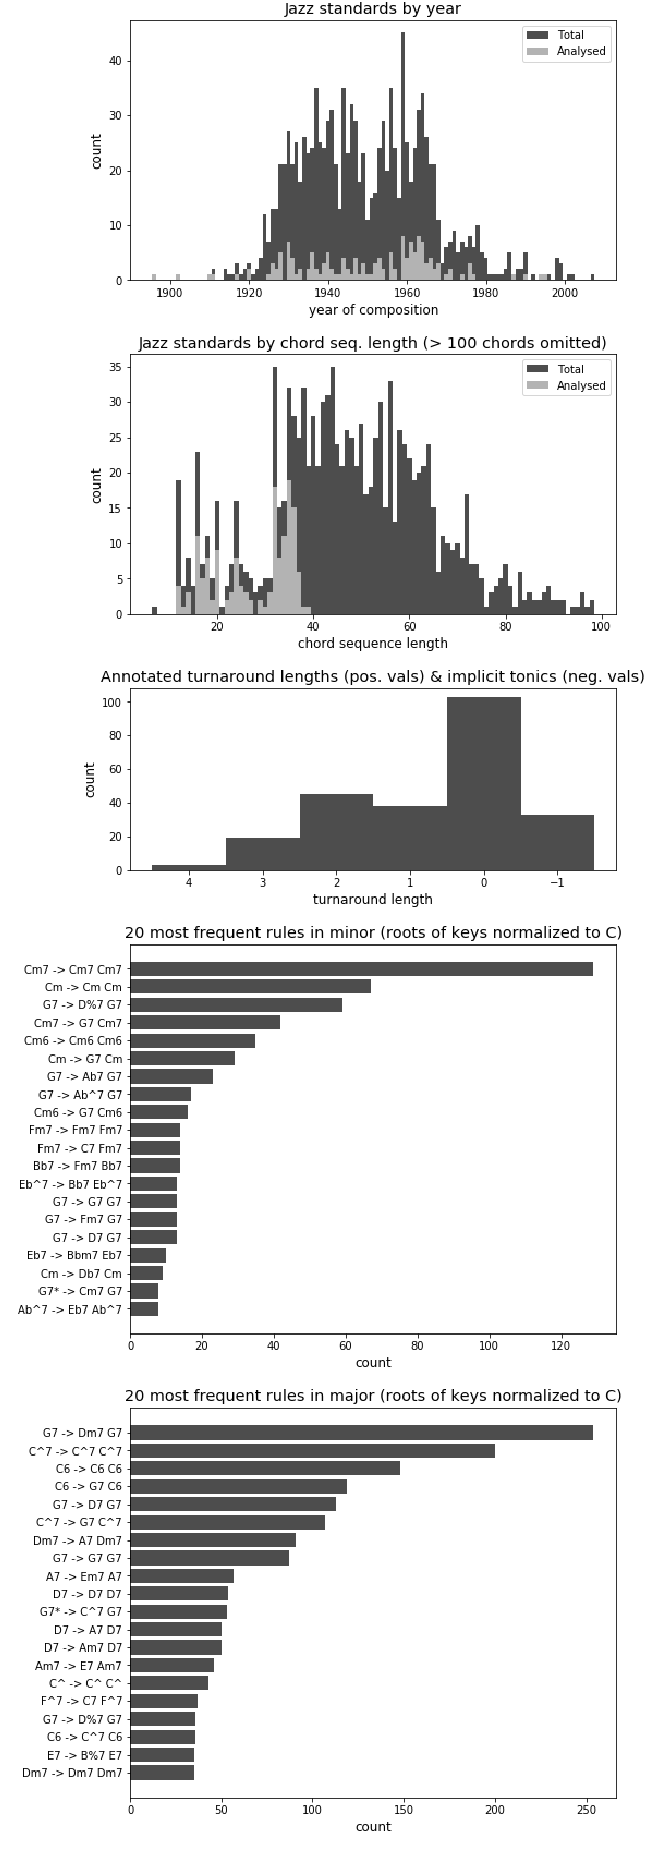 Jazz standards by year
Total
Analysed
count
40
30
20
10
0
1900 1920 1940 1960 1980 2000
year of composition
Jazz standards by chord seq. length (> 100 chords omitted)
Total
Analysed
count
35
30
25
20
15
10
5
0
20 40 60 80 100
chord sequence length
Annotated turnaround lengths (pos. vals) & implicit tonics (neg. vals)
count
100
80
60
40
20
0
4 3 2 1 0 −1
turnaround length
20 most frequent rules in minor (roots of keys normalized to C)
Cm7 -> Cm7 Cm7
Cm -> Cm Cm
G7 -> D%7 G7
Cm7 -> G7 Cm7
Cm6 -> Cm6 Cm6
Cm -> G7 Cm
G7 -> Ab7 G7
G7 -> Ab^7 G7
Cm6 -> G7 Cm6
Fm7 -> Fm7 Fm7
Fm7 -> C7 Fm7
Bb7 -> Fm7 Bb7
Eb^7 -> Bb7 Eb^7
G7 -> G7 G7
G7 -> Fm7 G7
G7 -> D7 G7
Eb7 -> Bbm7 Eb7
Cm -> Db7 Cm
G7* -> Cm7 G7
Ab^7 -> Eb7 Ab^7
0 20 40 60 80 100 120
count
20 most frequent rules in major (roots of keys normalized to C)
G7 -> Dm7 G7
C^7 -> C^7 C^7
C6 -> C6 C6
C6 -> G7 C6
G7 -> D7 G7
C^7 -> G7 C^7
Dm7 -> A7 Dm7
G7 -> G7 G7
A7 -> Em7 A7
D7 -> D7 D7
G7* -> C^7 G7
D7 -> A7 D7
D7 -> Am7 D7
Am7 -> E7 Am7
C^ -> C^ C^
F^7 -> C7 F^7
G7 -> D%7 G7
C6 -> C^7 C6
E7 -> B%7 E7
Dm7 -> Dm7 Dm7
0 50 100 150 200 250
count